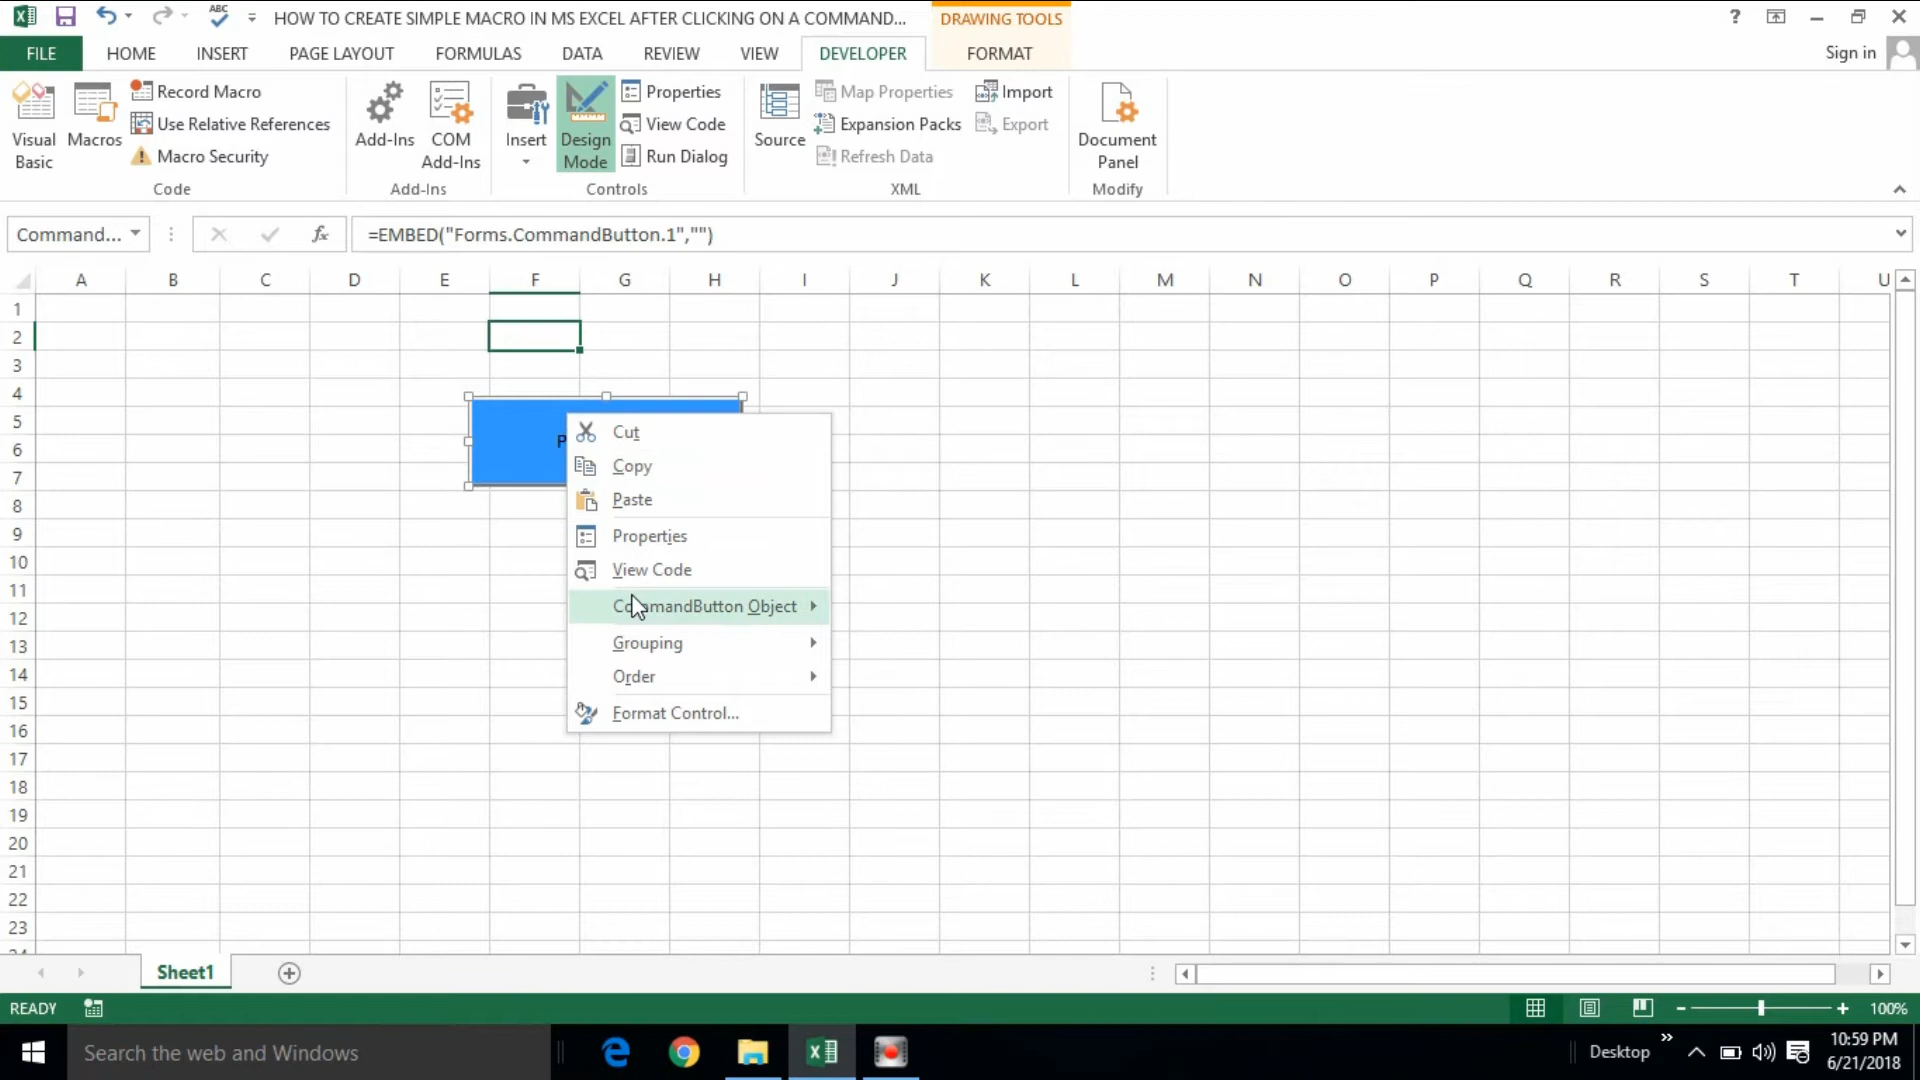 ABC
HOW TO CREATE SIMPLE MACRO IN MS EXCEL AFTER CLICKING ON A COMMAND...
DRAWING TOOLS
?
FILE HOME INSERT PAGE LAYOUT FORMULAS DATA REVIEW VIEW DEVELOPER FORMAT Sign in
Visual Basic
Macros
Record Macro
Use Relative References
Macro Security
Code
Add-Ins
COM Add-Ins
Add-Ins
Insert
Design Mode
Properties
View Code
Run Dialog
Controls
Source
Map Properties
Expansion Packs
Refresh Data
Import
Export
XML
Document Panel
Modify
Command... fx =EMBED("Forms.CommandButton.1","")
A B C D E F G H I J K L M N O P Q R S T U
1
2
3
4
5
6
7
8
9
10
11
12
13
14
15
16
17
18
19
20
21
22
23
24
P
Cut
Copy
Paste
Properties
View Code
CommandButton Object
Grouping
Order
Format Control...
Sheet1
READY 100%
Search the web and Windows
Desktop
10:59 PM
6/21/2018